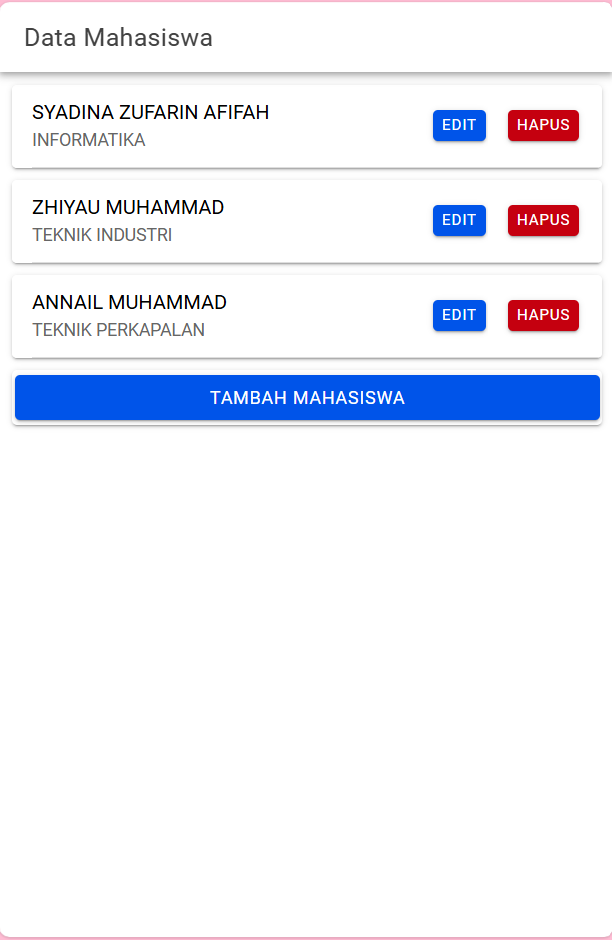 Data Mahasiswa
SYADINA ZUFARIN AFIFAH
INFORMATIKA
EDIT
HAPUS
ZHIYAU MUHAMMAD
TEKNIK INDUSTRI
EDIT
HAPUS
ANNAIL MUHAMMAD
TEKNIK PERKAPALAN
EDIT
HAPUS
TAMBAH MAHASISWA